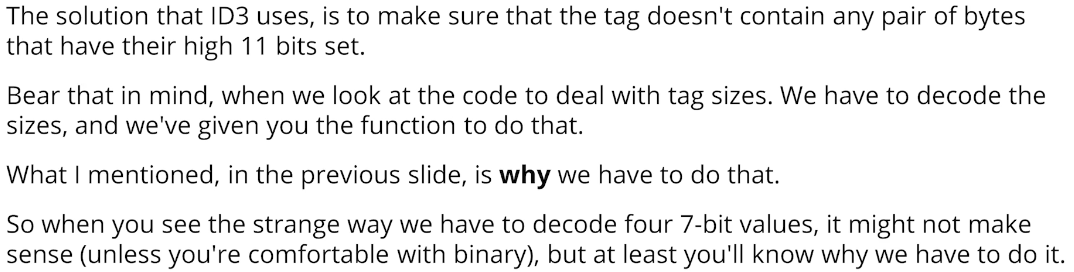 The solution that ID3 uses, is to make sure that the tag doesn't contain any pair of bytes
that have their high 11 bits set.
Bear that in mind, when we look at the code to deal with tag sizes. We have to decode the
sizes, and we've given you the function to do that.
What I mentioned, in the previous slide, is why we have to do that.
So when you see the strange way we have to decode four 7-bit values, it might not make
sense (unless you're comfortable with binary), but at least you'll know why we have to do it.